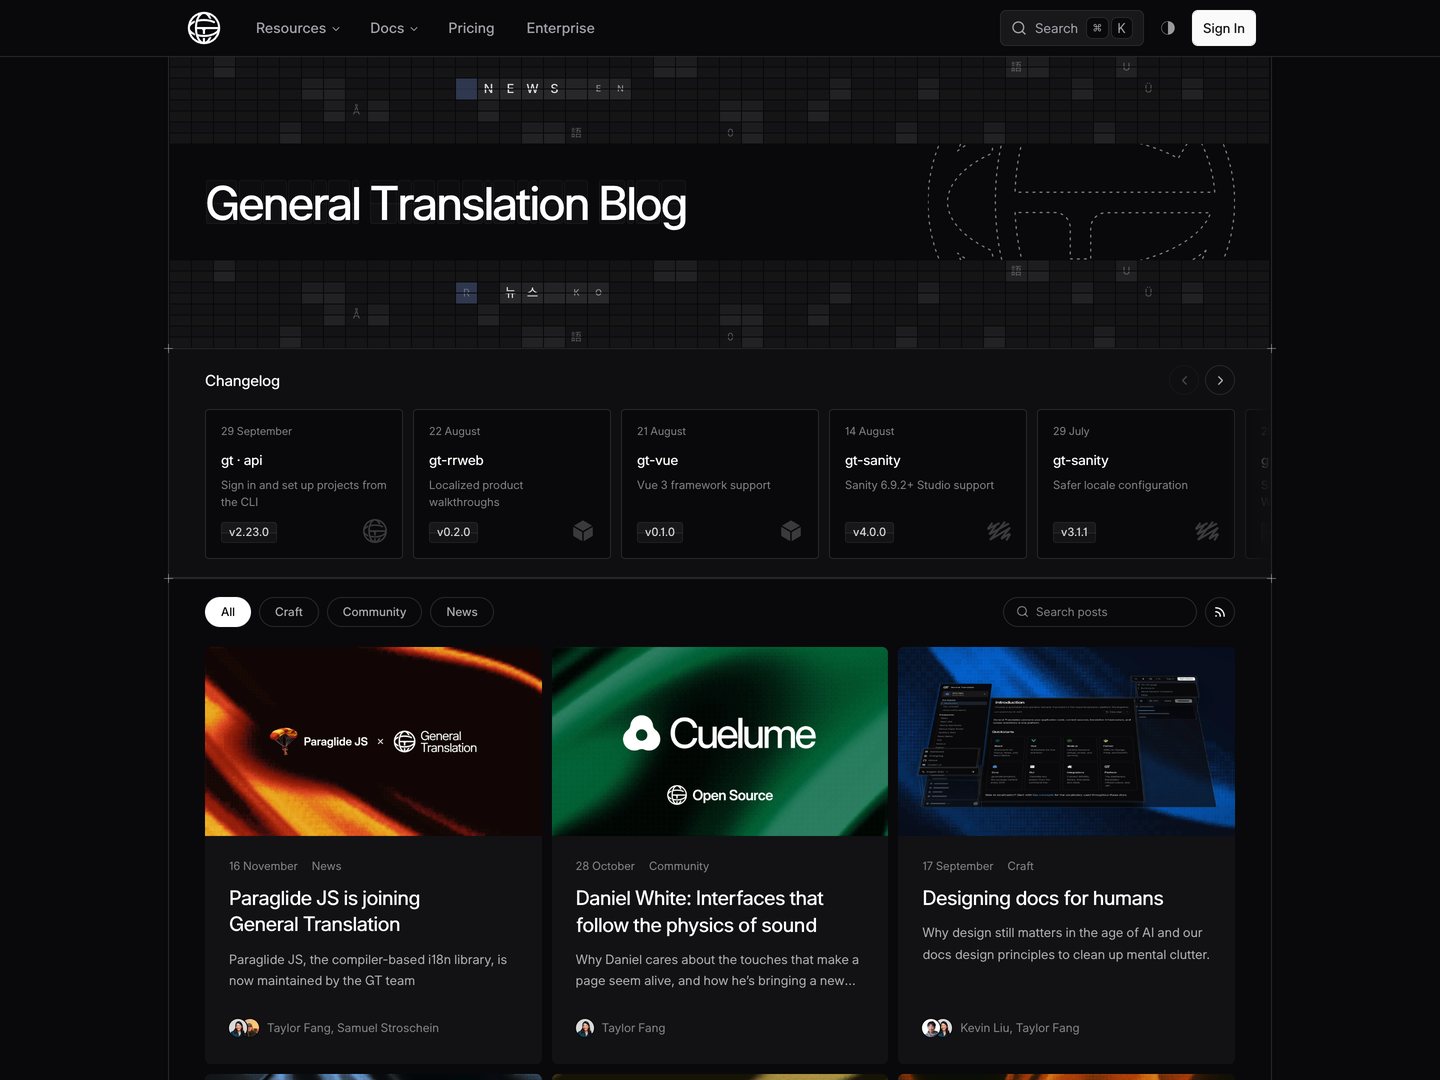 Resources
Docs
Pricing
Enterprise
Search ⌘ K
Sign In
語 U
N E W S E N Ü
Å
語 O
General Translation Blog
語 U
R 뉴 스 K O Ü
Å
語 O
Changelog
29 September
gt · api
Sign in and set up projects from
the CLI
v2.23.0
22 August
gt-rrweb
Localized product
walkthroughs
v0.2.0
21 August
gt-vue
Vue 3 framework support
v0.1.0
14 August
gt-sanity
Sanity 6.9.2+ Studio support
v4.0.0
29 July
gt-sanity
Safer locale configuration
v3.1.1
All
Craft
Community
News
Search posts
Paraglide JS × General
Translation
16 November News
Paraglide JS is joining
General Translation
Paraglide JS, the compiler-based i18n library, is
now maintained by the GT team
Taylor Fang, Samuel Stroschein
Cuelume
Open Source
28 October Community
Daniel White: Interfaces that
follow the physics of sound
Why Daniel cares about the touches that make a
page seem alive, and how he's bringing a new...
Taylor Fang
Introduction
17 September Craft
Designing docs for humans
Why design still matters in the age of AI and our
docs design principles to clean up mental clutter.
Kevin Liu, Taylor Fang